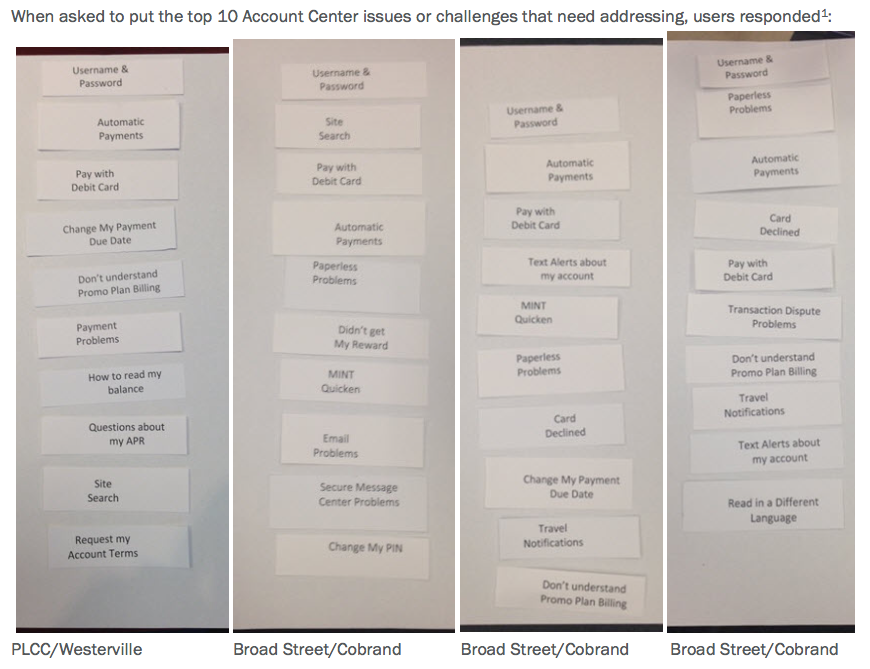 When asked to put the top 10 Account Center issues or challenges that need addressing, users responded¹:
Username &
Password
Automatic
Payments
Pay with
Debit Card
Change My Payment
Due Date
Don't understand
Promo Plan Billing
Payment
Problems
How to read my
balance
Questions about
my APR
Site
Search
Request my
Account Terms
PLCC/Westerville
Username &
Password
Site
Search
Pay with
Debit Card
Automatic
Payments
Paperless
Problems
Didn't get
My Reward
MINT
Quicken
Email
Problems
Secure Message
Center Problems
Change My PIN
Broad Street/Cobrand
Username &
Password
Automatic
Payments
Pay with
Debit Card
Text Alerts about
my account
MINT
Quicken
Paperless
Problems
Card
Declined
Change My Payment
Due Date
Travel
Notifications
Don't understand
Promo Plan Billing
Broad Street/Cobrand
Username &
Password
Paperless
Problems
Automatic
Payments
Card
Declined
Pay with
Debit Card
Transaction Dispute
Problems
Don't understand
Promo Plan Billing
Travel
Notifications
Text Alerts about
my account
Read in a Different
Language
Broad Street/Cobrand